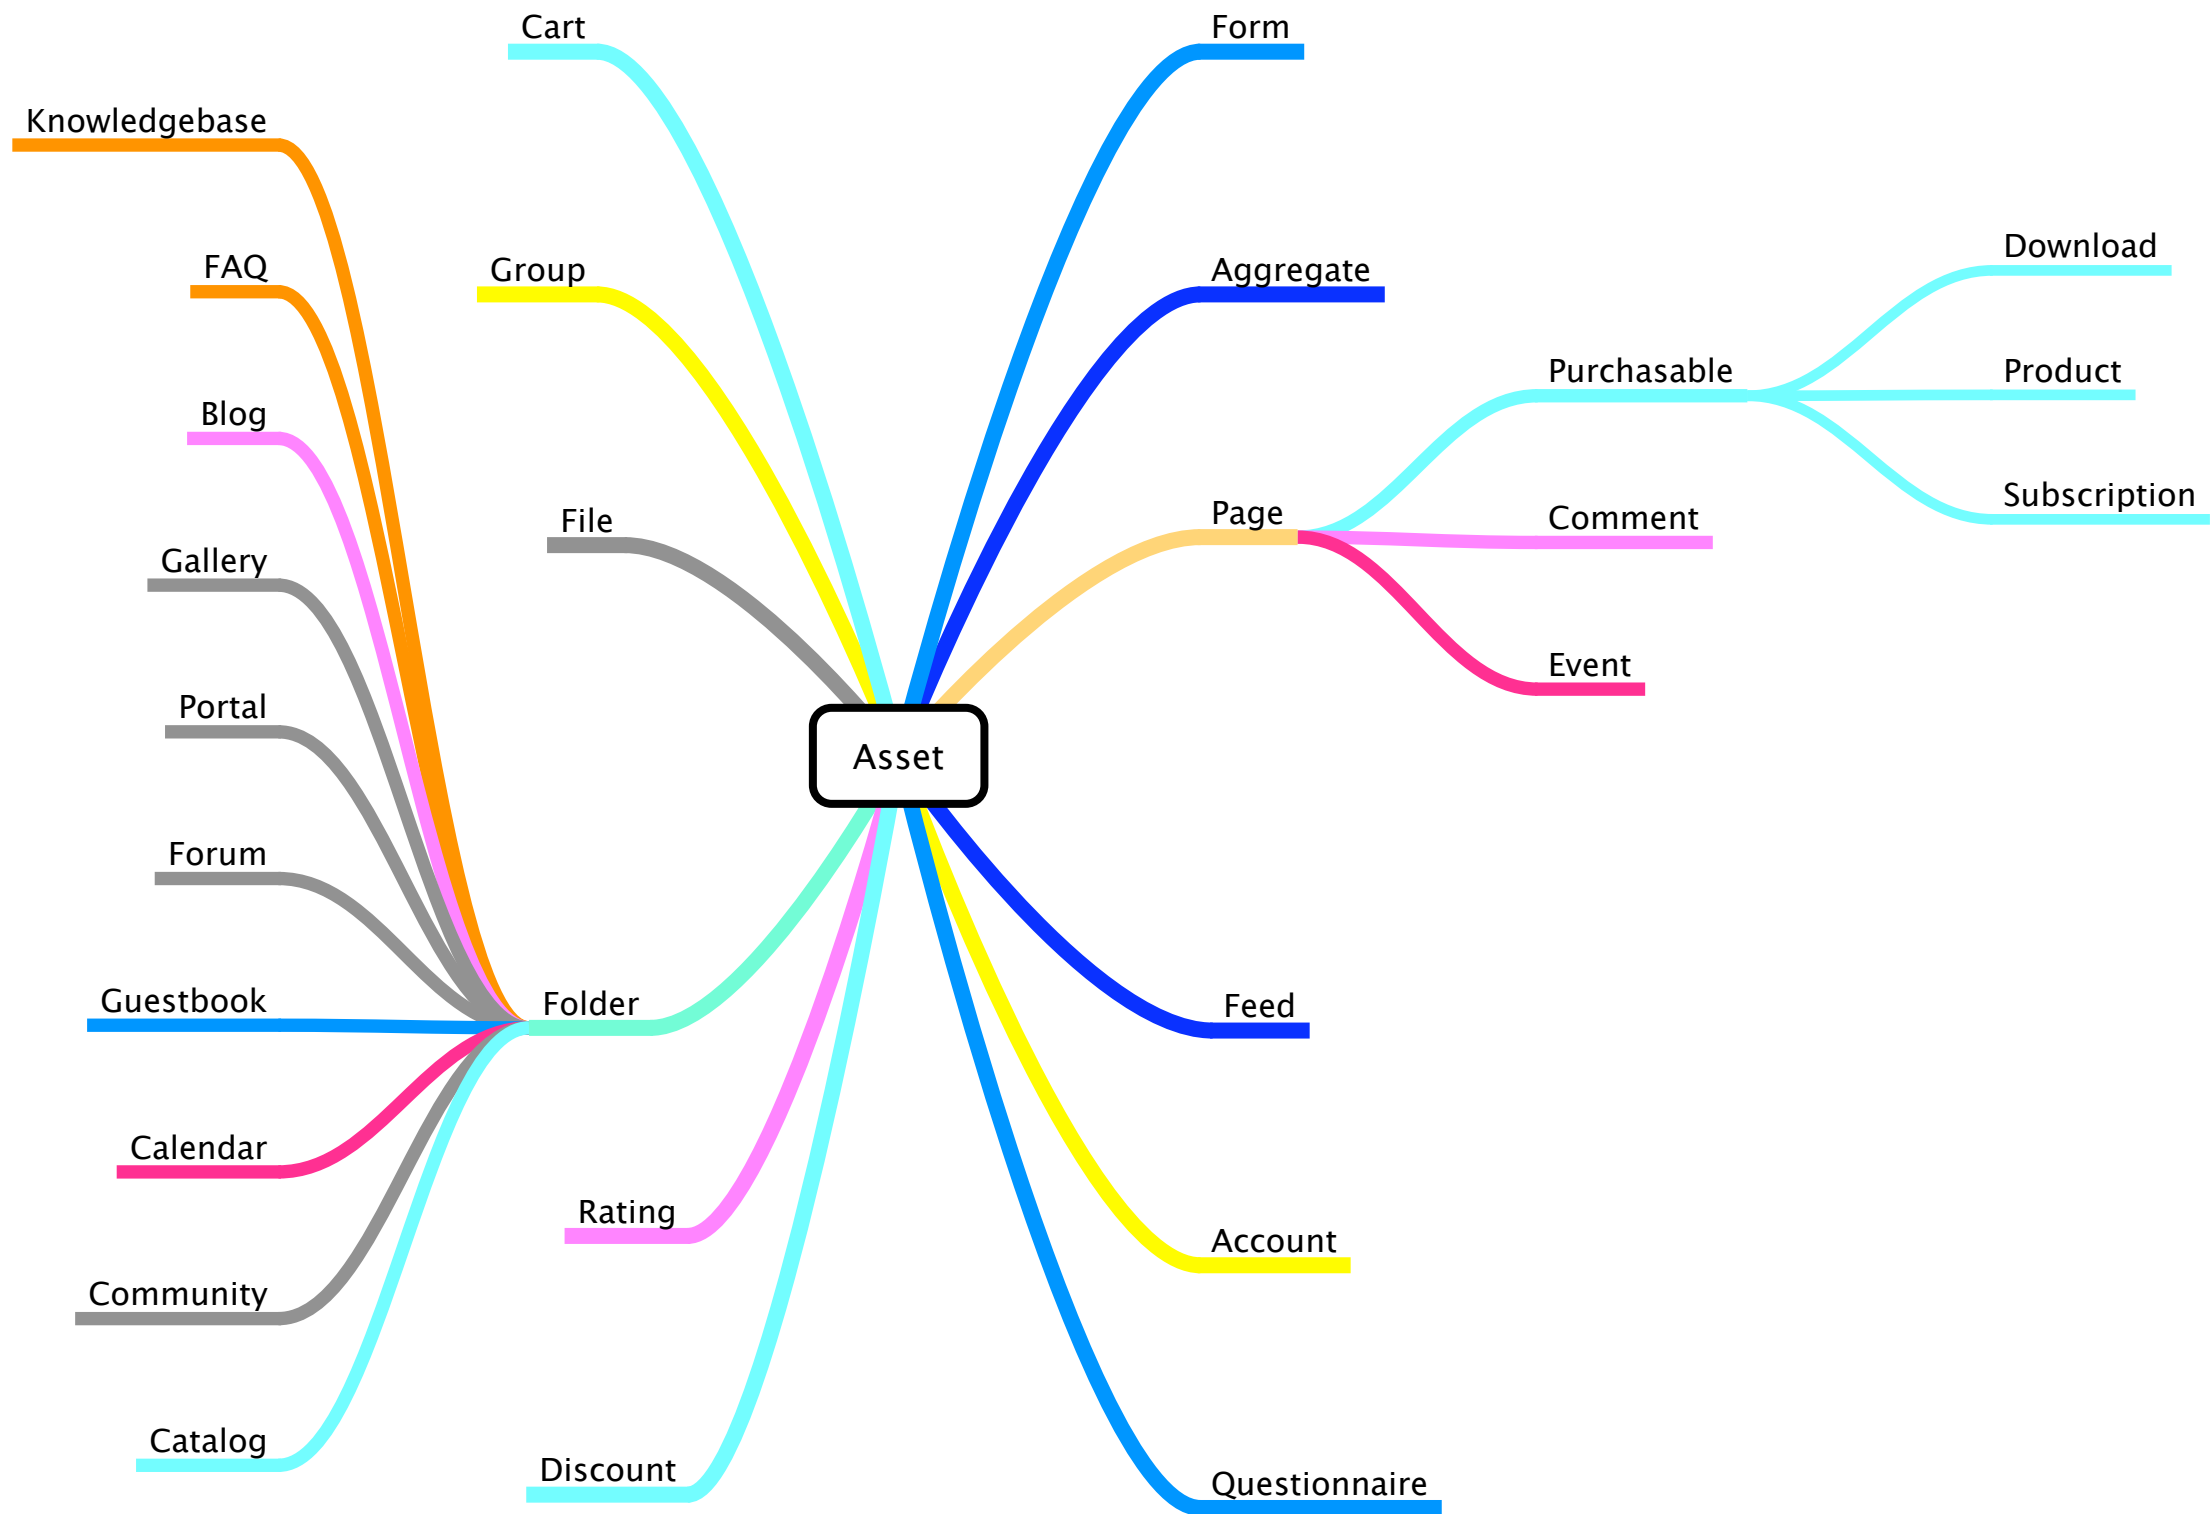 Cart
Form
Knowledgebase
Download
FAQ
Group
Aggregate
Purchasable
Product
Blog
Subscription
File
Page
Comment
Gallery
Event
Portal
Asset
Forum
Guestbook
Folder
Feed
Calendar
Rating
Account
Community
Catalog
Discount
Questionnaire